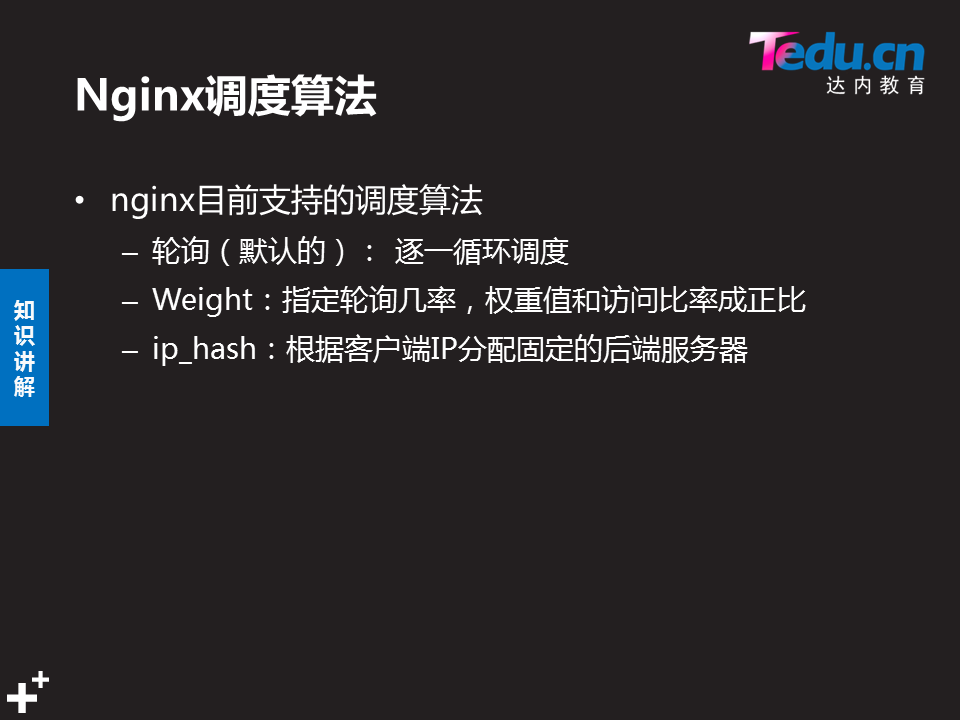 Tedu.cn
达内教育
Nginx调度算法
• nginx目前支持的调度算法
– 轮询（默认的）： 逐一循环调度
– Weight：指定轮询几率，权重值和访问比率成正比
– ip_hash：根据客户端IP分配固定的后端服务器
知识讲解